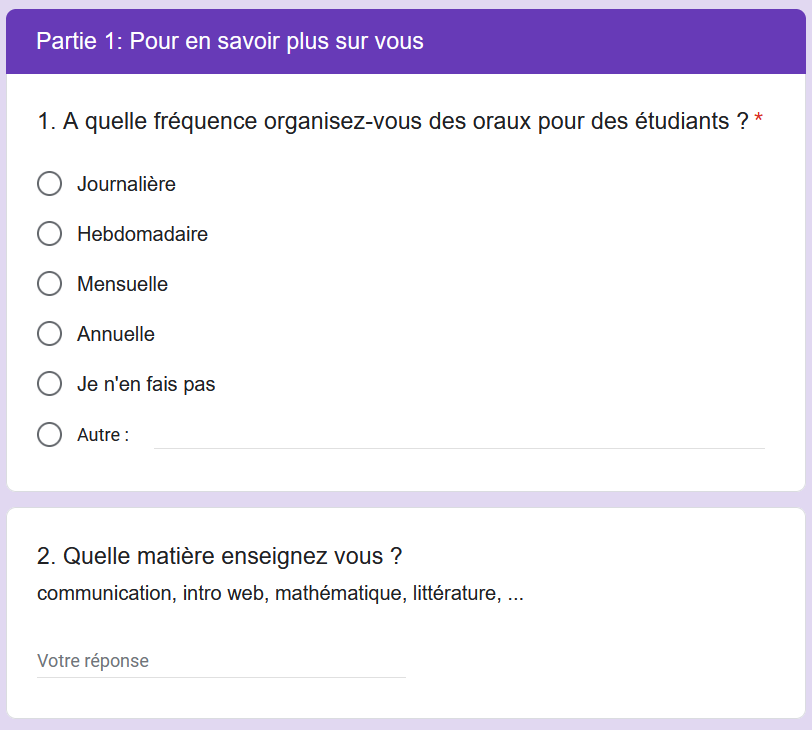 Partie 1: Pour en savoir plus sur vous
1. A quelle fréquence organisez-vous des oraux pour des étudiants ? *
Journalière
Hebdomadaire
Mensuelle
Annuelle
Je n'en fais pas
Autre :
2. Quelle matière enseignez vous ?
communication, intro web, mathématique, littérature, ...
Votre réponse